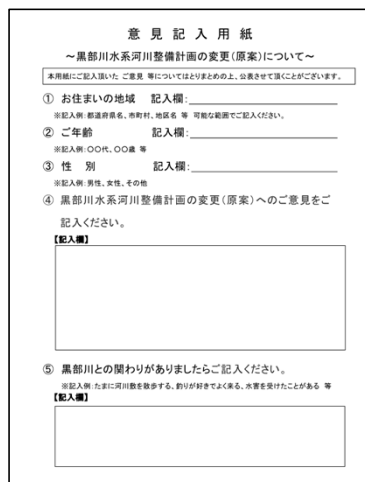 意見記入用紙
～黒部川水系河川整備計画の変更(原案)について～
本用紙にご記入頂いた ご意見 等についてはとりまとめの上、公表させて頂くことがございます。
① お住まいの地域 記入欄:
※記入例:都道府県名、市町村、地区名 等 可能な範囲でご記入ください。
② ご年齢 記入欄:
※記入例:〇〇代、〇〇歳 等
③ 性 別 記入欄:
※記入例:男性、女性、その他
④ 黒部川水系河川整備計画の変更(原案)へのご意見をご
記入ください。
【記入欄】
⑤ 黒部川との関わりがありましたらご記入ください。
※記入例:たまに河川敷を散歩する、釣りが好きでよく来る、水害を受けたことがある 等
【記入欄】